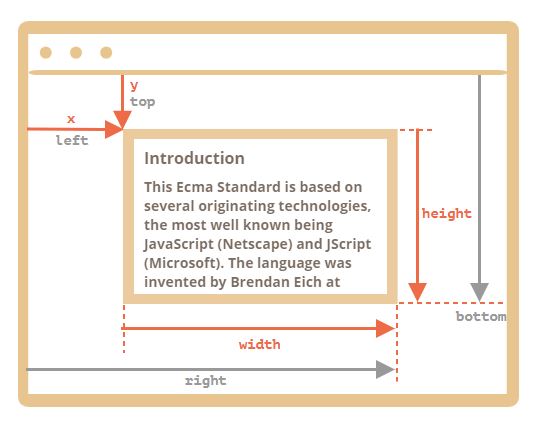 y
top
x
left
Introduction
This Ecma Standard is based on
several originating technologies,
the most well known being
JavaScript (Netscape) and JScript
(Microsoft). The language was
invented by Brendan Eich at
height
bottom
width
right